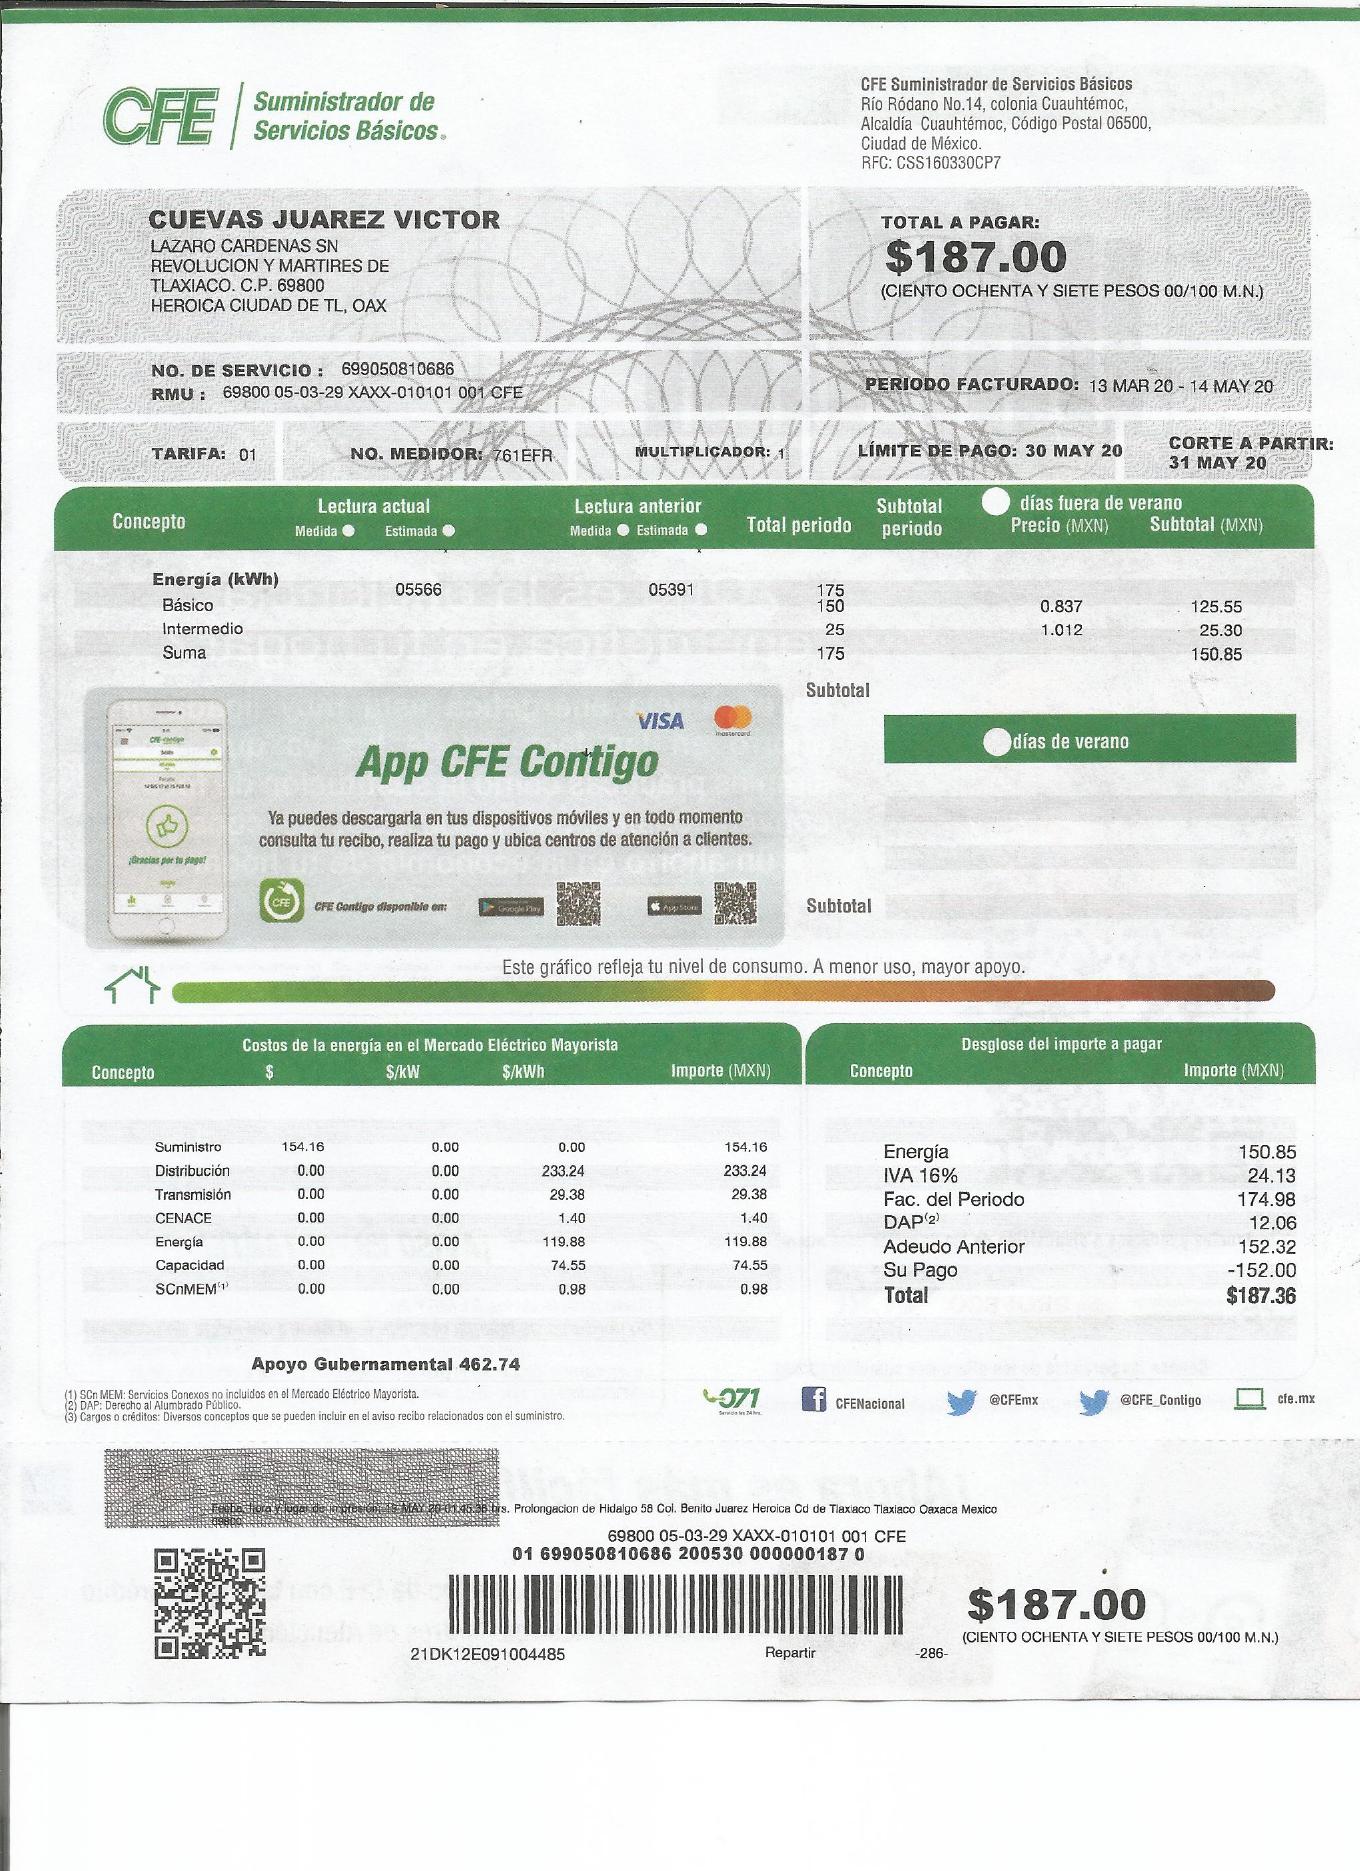 CFE Suministrador de
Servicios Básicos®
CFE Suministrador de Servicios Básicos
Río Ródano No.14, colonia Cuauhtémoc,
Alcaldía Cuauhtémoc, Código Postal 06500,
Ciudad de México.
RFC: CSS160330CP7
CUEVAS JUAREZ VICTOR
LAZARO CARDENAS SN
REVOLUCION Y MARTIRES DE
TLAXIACO. C.P. 69800
HEROICA CIUDAD DE TL, OAX
TOTAL A PAGAR:
$187.00
(CIENTO OCHENTA Y SIETE PESOS 00/100 M.N.)
NO. DE SERVICIO : 699050810686
RMU : 69800 05-03-29 XAXX-010101 001 CFE
PERIODO FACTURADO: 13 MAR 20 - 14 MAY 20
TARIFA: 01 NO. MEDIDOR: 761EFR MULTIPLICADOR: 1 LÍMITE DE PAGO: 30 MAY 20 CORTE A PARTIR:
31 MAY 20
Concepto Lectura actual Lectura anterior Total periodo Subtotal periodo días fuera de verano
Medida Estimada Medida Estimada Precio (MXN) Subtotal (MXN)
Energía (kWh) 05566 05391 175
Básico 150 0.837 125.55
Intermedio 25 1.012 25.30
Suma 175 150.85
Subtotal
días de verano
Subtotal
CFE Contigo
¡Gracias por tu pago!
VISA mastercard
App CFE Contigo
Ya puedes descargarla en tus dispositivos móviles y en todo momento
consulta tu recibo, realiza tu pago y ubica centros de atención a clientes.
CFE CFE Contigo disponible en: Google Play App Store
Este gráfico refleja tu nivel de consumo. A menor uso, mayor apoyo.
Costos de la energía en el Mercado Eléctrico Mayorista
Concepto $ $/kW $/kWh Importe (MXN)
Suministro 154.16 0.00 0.00 154.16
Distribución 0.00 0.00 233.24 233.24
Transmisión 0.00 0.00 29.38 29.38
CENACE 0.00 0.00 1.40 1.40
Energía 0.00 0.00 119.88 119.88
Capacidad 0.00 0.00 74.55 74.55
SCnMEM(1) 0.00 0.00 0.98 0.98
Apoyo Gubernamental 462.74
Desglose del importe a pagar
Concepto Importe (MXN)
Energía 150.85
IVA 16% 24.13
Fac. del Periodo 174.98
DAP(2) 12.06
Adeudo Anterior 152.32
Su Pago -152.00
Total $187.36
(1) SCn MEM: Servicios Conexos no incluidos en el Mercado Eléctrico Mayorista.
(2) DAP: Derecho al Alumbrado Público.
(3) Cargos o créditos: Diversos conceptos que se pueden incluir en el aviso recibo relacionados con el suministro.
071
Servicio las 24 hrs.
CFENacional @CFEmx @CFE_Contigo cfe.mx
Fecha, hora y lugar de impresión: MAY 20 hrs. Prolongacion de Hidalgo 56 Col. Benito Juarez Heroica Cd de Tlaxiaco Tlaxiaco Oaxaca Mexico
69800
69800 05-03-29 XAXX-010101 001 CFE
01 699050810686 200530 000000187 0
21DK12E091004485 Repartir -286-
$187.00
(CIENTO OCHENTA Y SIETE PESOS 00/100 M.N.)